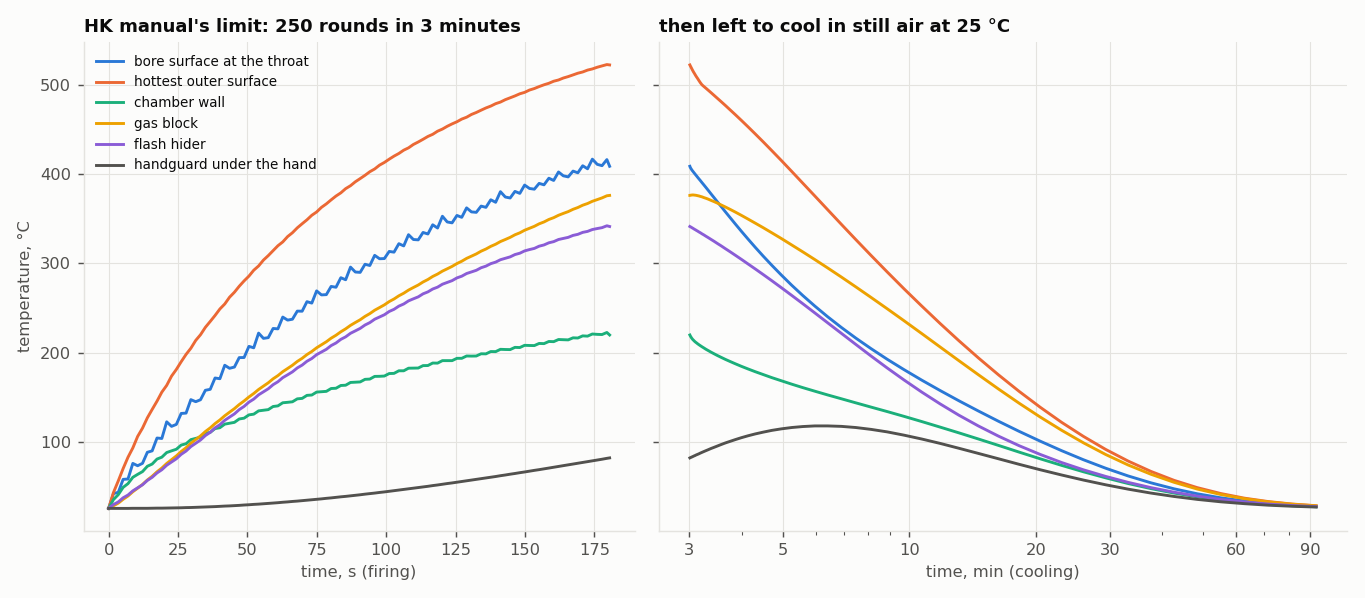 HK manual's limit: 250 rounds in 3 minutes
then left to cool in still air at 25 °C
bore surface at the throat
hottest outer surface
chamber wall
gas block
flash hider
handguard under the hand
temperature, °C
500
400
300
200
100
0 25 50 75 100 125 150 175
3 5 10 20 30 60 90
time, s (firing)
time, min (cooling)